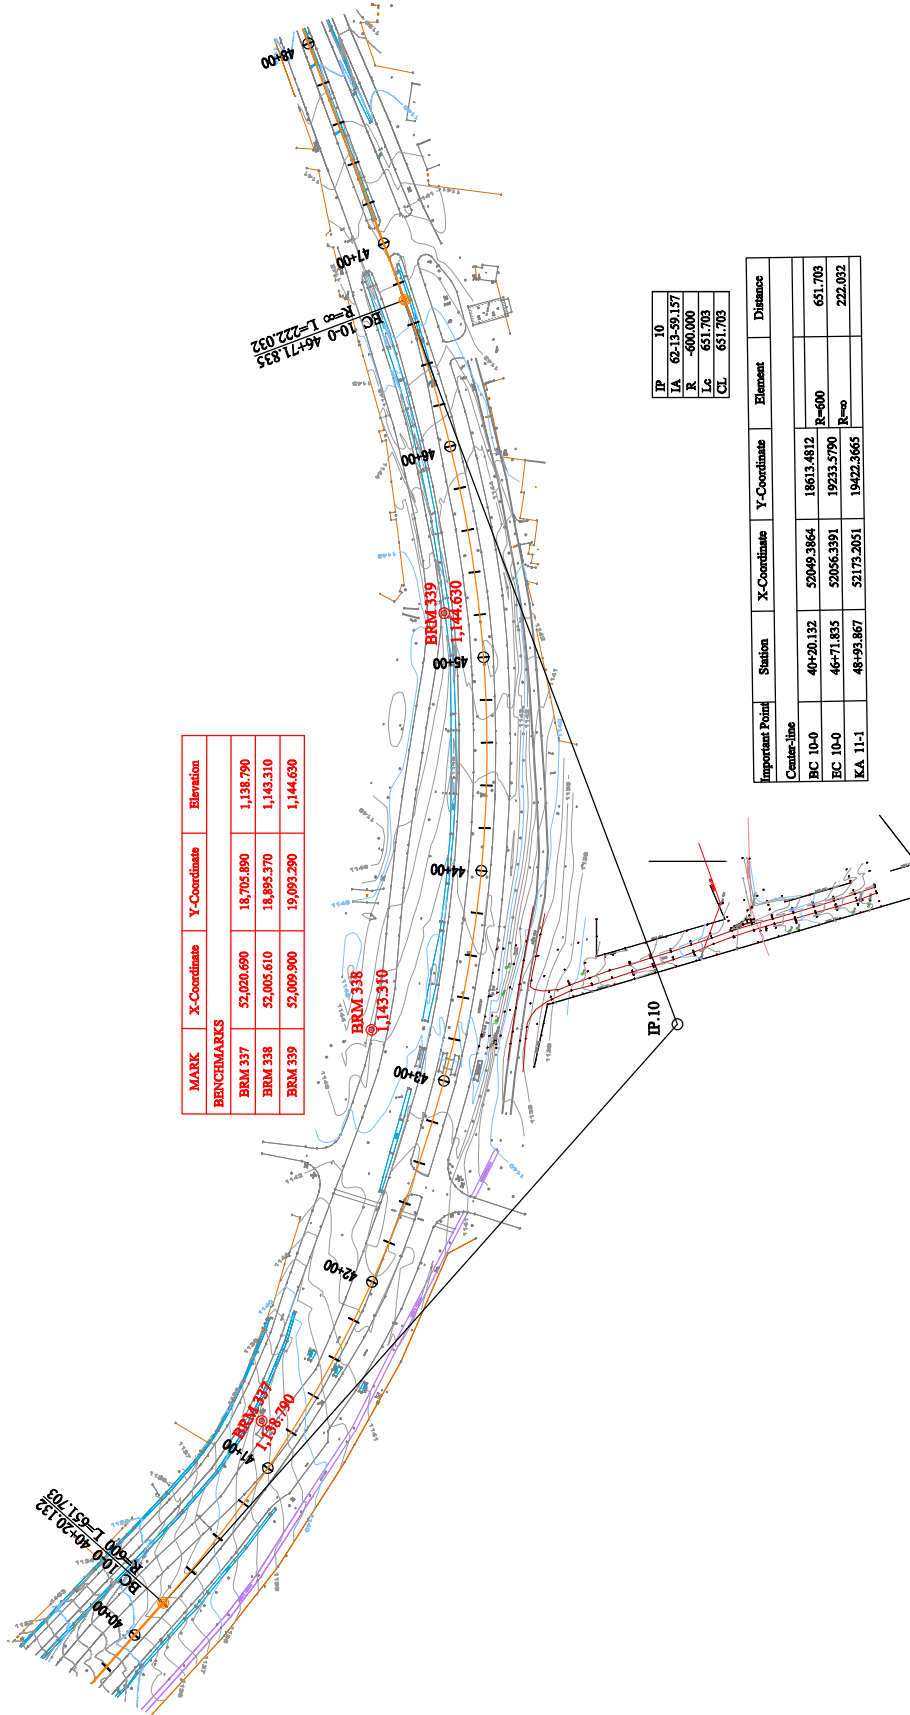 48+00
47+00
EC 10-0 46+71.835
R=∞ L=222.032
46+00
BRM 339
1,144.630
45+00
44+00
BRM 338
1,143.310
43+00
IP.10
42+00
BRM 337
1,138.790
41+00
BC 10-0 40+20.132
R=600 L=651.703
40+00
MARK X-Coordinate Y-Coordinate Elevation
BENCHMARKS
BRM 337 52,020.690 18,705.890 1,138.790
BRM 338 52,005.610 18,895.370 1,143.310
BRM 339 52,009.900 19,093.290 1,144.630
IP 10
IA 62-13-59.157
R -600.000
Lc 651.703
CL 651.703
Important Point Station X-Coordinate Y-Coordinate Element Distance
Center-line
BC 10-0 40+20.132 52049.3864 18613.4812
R=600 651.703
EC 10-0 46+71.835 52056.3391 19233.5790
R=∞ 222.032
KA 11-1 48+93.867 52173.2051 19422.3665